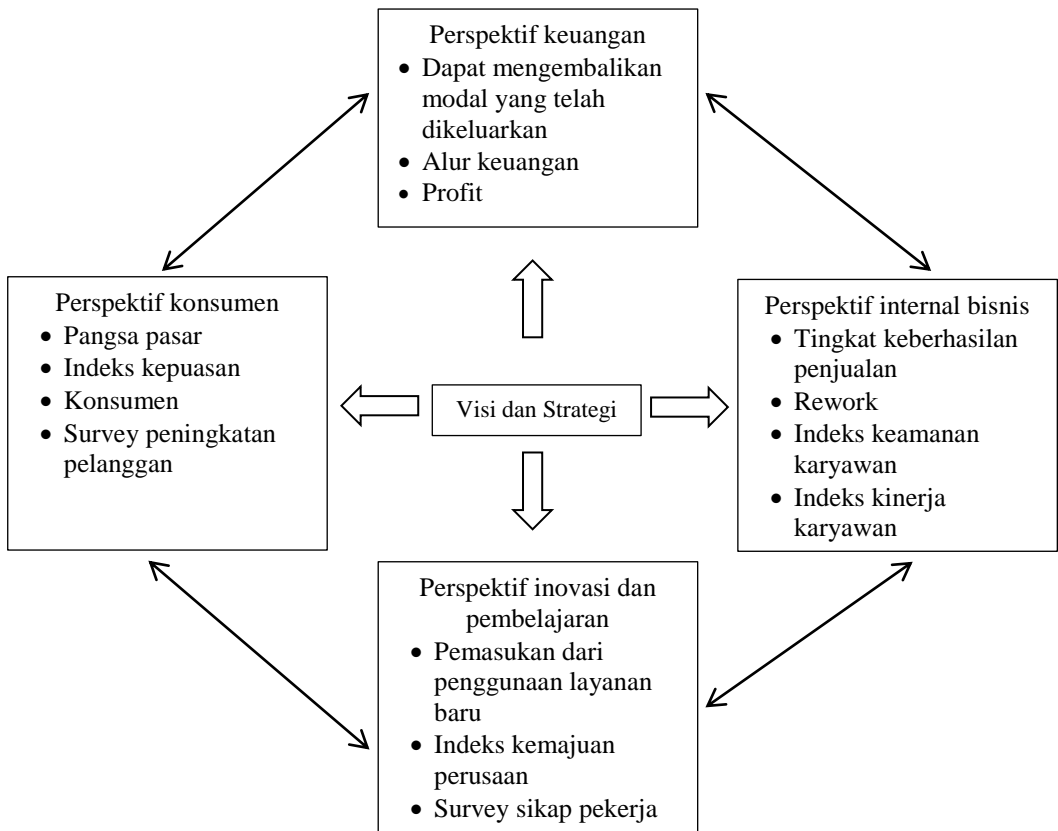 Perspektif keuangan
• Dapat mengembalikan
modal yang telah
dikeluarkan
• Alur keuangan
• Profit
Perspektif konsumen
• Pangsa pasar
• Indeks kepuasan
• Konsumen
• Survey peningkatan
pelanggan
Visi dan Strategi
Perspektif internal bisnis
• Tingkat keberhasilan
penjualan
• Rework
• Indeks keamanan
karyawan
• Indeks kinerja
karyawan
Perspektif inovasi dan
pembelajaran
• Pemasukan dari
penggunaan layanan
baru
• Indeks kemajuan
perusaan
• Survey sikap pekerja